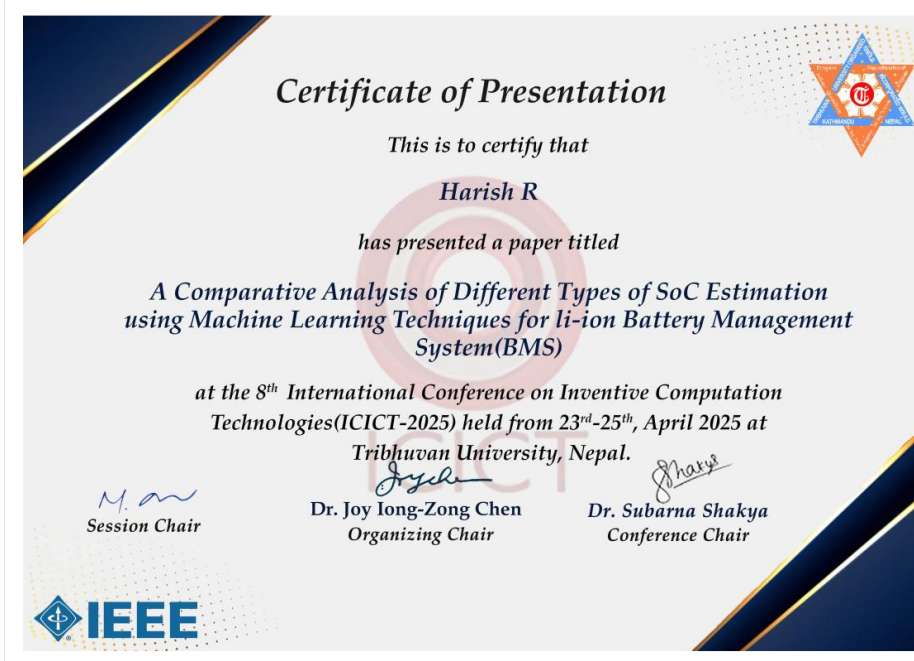 Certificate of Presentation
This is to certify that
Harish R
has presented a paper titled
A Comparative Analysis of Different Types of SoC Estimation
using Machine Learning Techniques for li-ion Battery Management
System(BMS)
at the 8th International Conference on Inventive Computation
Technologies(ICICT-2025) held from 23rd-25th, April 2025 at
Tribhuvan University, Nepal.
ICICT
Session Chair
Dr. Joy Iong-Zong Chen
Organizing Chair
Shakya
Dr. Subarna Shakya
Conference Chair
IEEE
TRIBHUVAN UNIVERSITY
KATHMANDU NEPAL